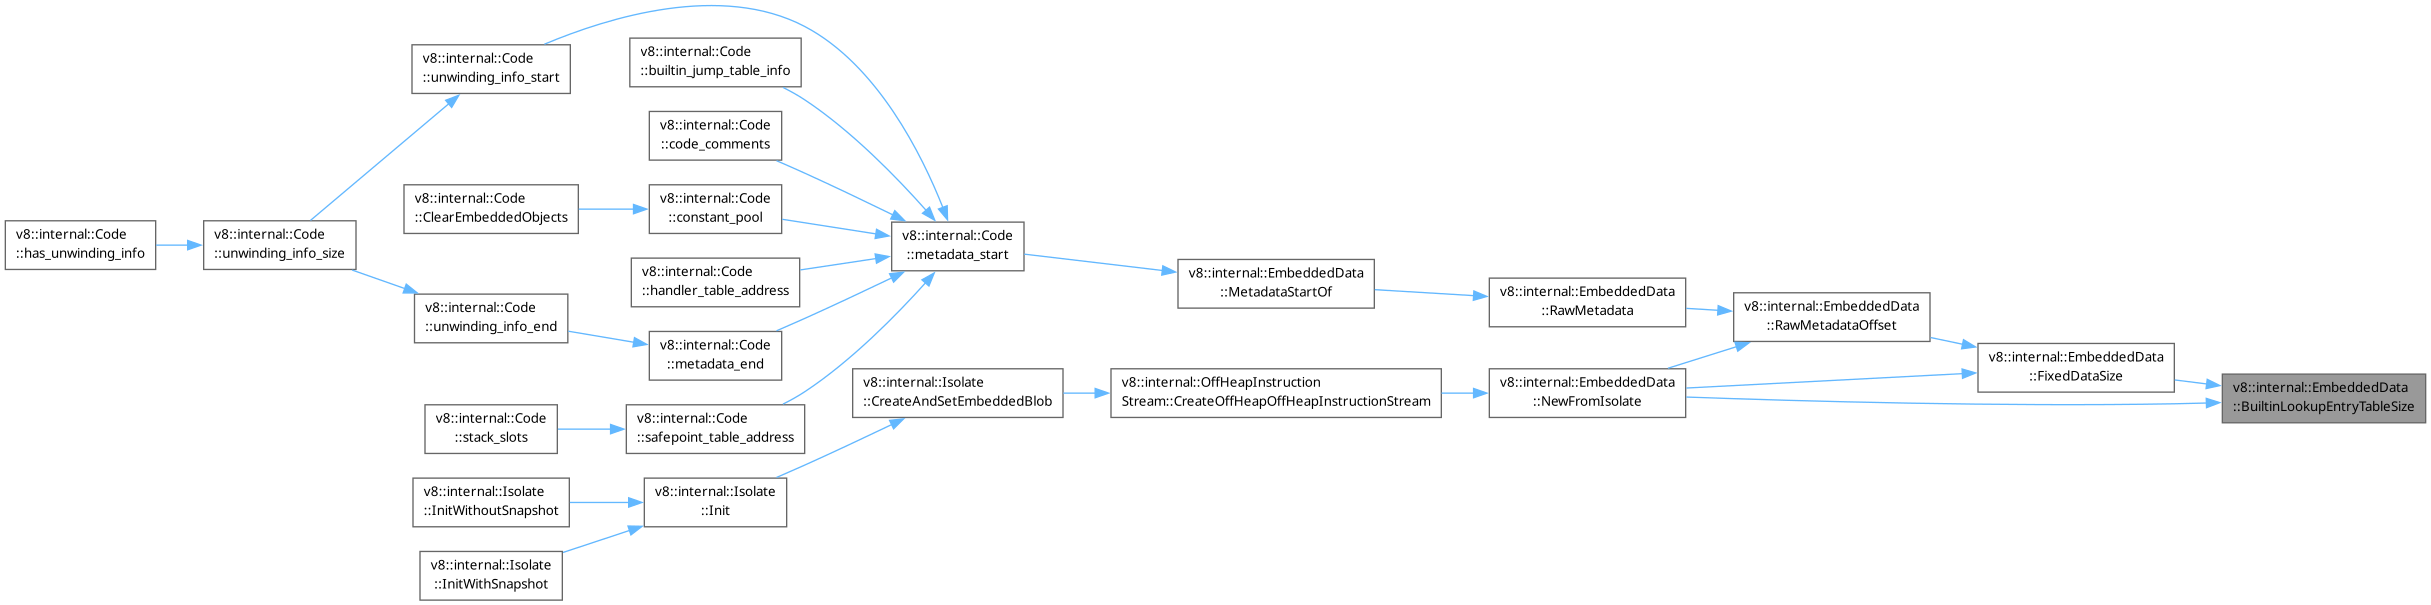 v8::internal::Code
::unwinding_info_start
v8::internal::Code
::builtin_jump_table_info
v8::internal::Code
::code_comments
v8::internal::Code
::ClearEmbeddedObjects
v8::internal::Code
::constant_pool
v8::internal::Code
::has_unwinding_info
v8::internal::Code
::unwinding_info_size
v8::internal::Code
::metadata_start
v8::internal::Code
::handler_table_address
v8::internal::EmbeddedData
::MetadataStartOf
v8::internal::EmbeddedData
::RawMetadata
v8::internal::EmbeddedData
::RawMetadataOffset
v8::internal::Code
::unwinding_info_end
v8::internal::Code
::metadata_end
v8::internal::EmbeddedData
::FixedDataSize
v8::internal::Isolate
::CreateAndSetEmbeddedBlob
v8::internal::OffHeapInstruction
Stream::CreateOffHeapOffHeapInstructionStream
v8::internal::EmbeddedData
::NewFromIsolate
v8::internal::EmbeddedData
::BuiltinLookupEntryTableSize
v8::internal::Code
::stack_slots
v8::internal::Code
::safepoint_table_address
v8::internal::Isolate
::InitWithoutSnapshot
v8::internal::Isolate
::Init
v8::internal::Isolate
::InitWithSnapshot